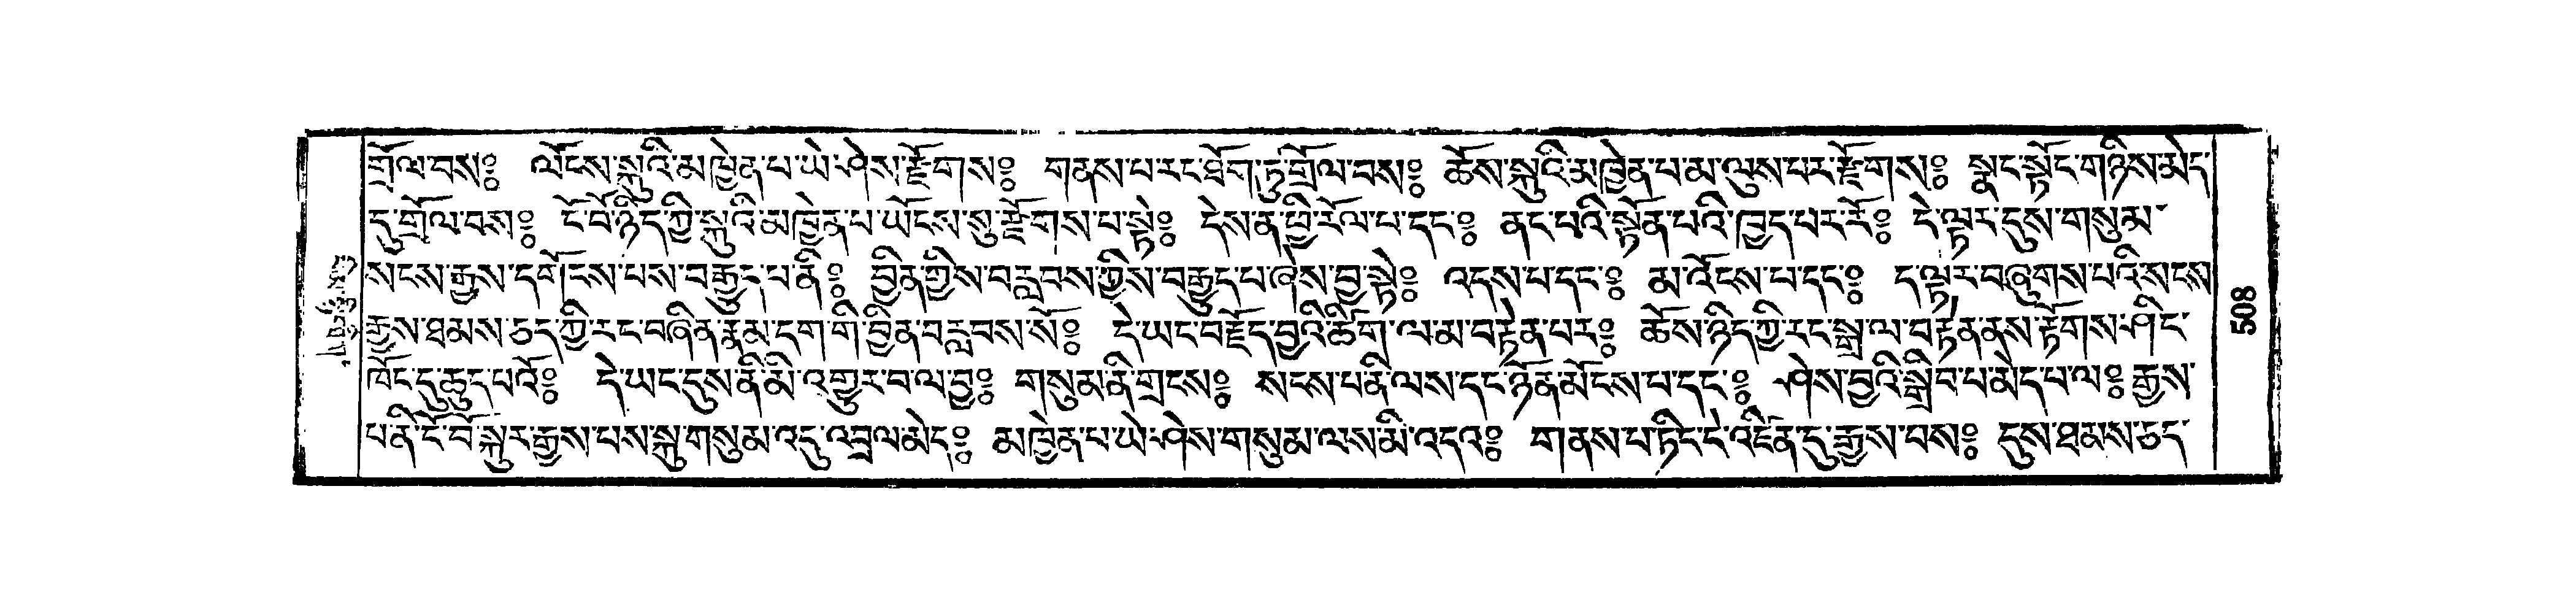 གྲོལ་བས༔ ལོངས་སྐུའི་མཁྱེན་པ་ཡེ་ཤེས་རྫོགས༔ གནས་པ་རང་ཐོག་ཏུ་གྲོལ་བས༔ ཆོས་སྐུའི་མཁྱེན་པ་མ་ལུས་པར་རྫོགས༔ སྣང་སྟོང་གཉིས་མེད་
དུ་གྲོལ་བས༔ ངོ་བོ་ཉིད་ཀྱི་སྐུའི་མཁྱེན་པ་ཡོངས་སུ་རྫོགས་པ་སྟེ༔ དེས་ན་ཕྱི་རོལ་པ་དང་༔ ནང་པའི་སྟོན་པའི་ཁྱད་པར་རོ༔ དེ་ལྟར་དུས་གསུམ་
སངས་རྒྱས་དགོངས་པས་བརྒྱུད་པ་ནི༔ བྱིན་གྱིས་བརླབས་ཀྱིས་བརྒྱུད་པ་ཞེས་བྱ་སྟེ༔ འདས་པ་དང་༔ མ་འོངས་པ་དང་༔ ད་ལྟར་བཞུགས་པའི་སངས
རྒྱས་ཐམས་ཅད་ཀྱི་རང་བཞིན་རྣམ་དག་གི་བྱིན་བརླབས་སོ༔ དེ་ཡང་བརྗོད་བྱའི་ཚིག་ལ་མ་བརྟེན་པར༔ ཆོས་ཉིད་ཀྱི་རང་སྒྲ་ལ་བརྟེན་ནས་རྟོགས་ཤིང་
ཁོང་དུ་ཆུད་པའོ༔ དེ་ཡང་དུས་ནི་མི་འགྱུར་བ་ལ་བྱ༔ གསུམ་ནི་གྲངས༔ སངས་པ་ནི་ལས་དང་ཉོན་མོངས་པ་དང་༔ ཤེས་བྱའི་སྒྲིབ་པ་མེད་པ་ལ༔ རྒྱས་
པ་ནི་ངོ་བོ་སྐུར་རྒྱས་པས་སྐུ་གསུམ་འདུ་འབྲལ་མེད༔ མཁྱེན་པ་ཡེ་ཤེས་གསུམ་ལས་མི་འདའ༔ གནས་པ་ཏིང་ངེ་འཛིན་དུ་རྒྱས་བས༔ དུས་ཐམས་ཅད་